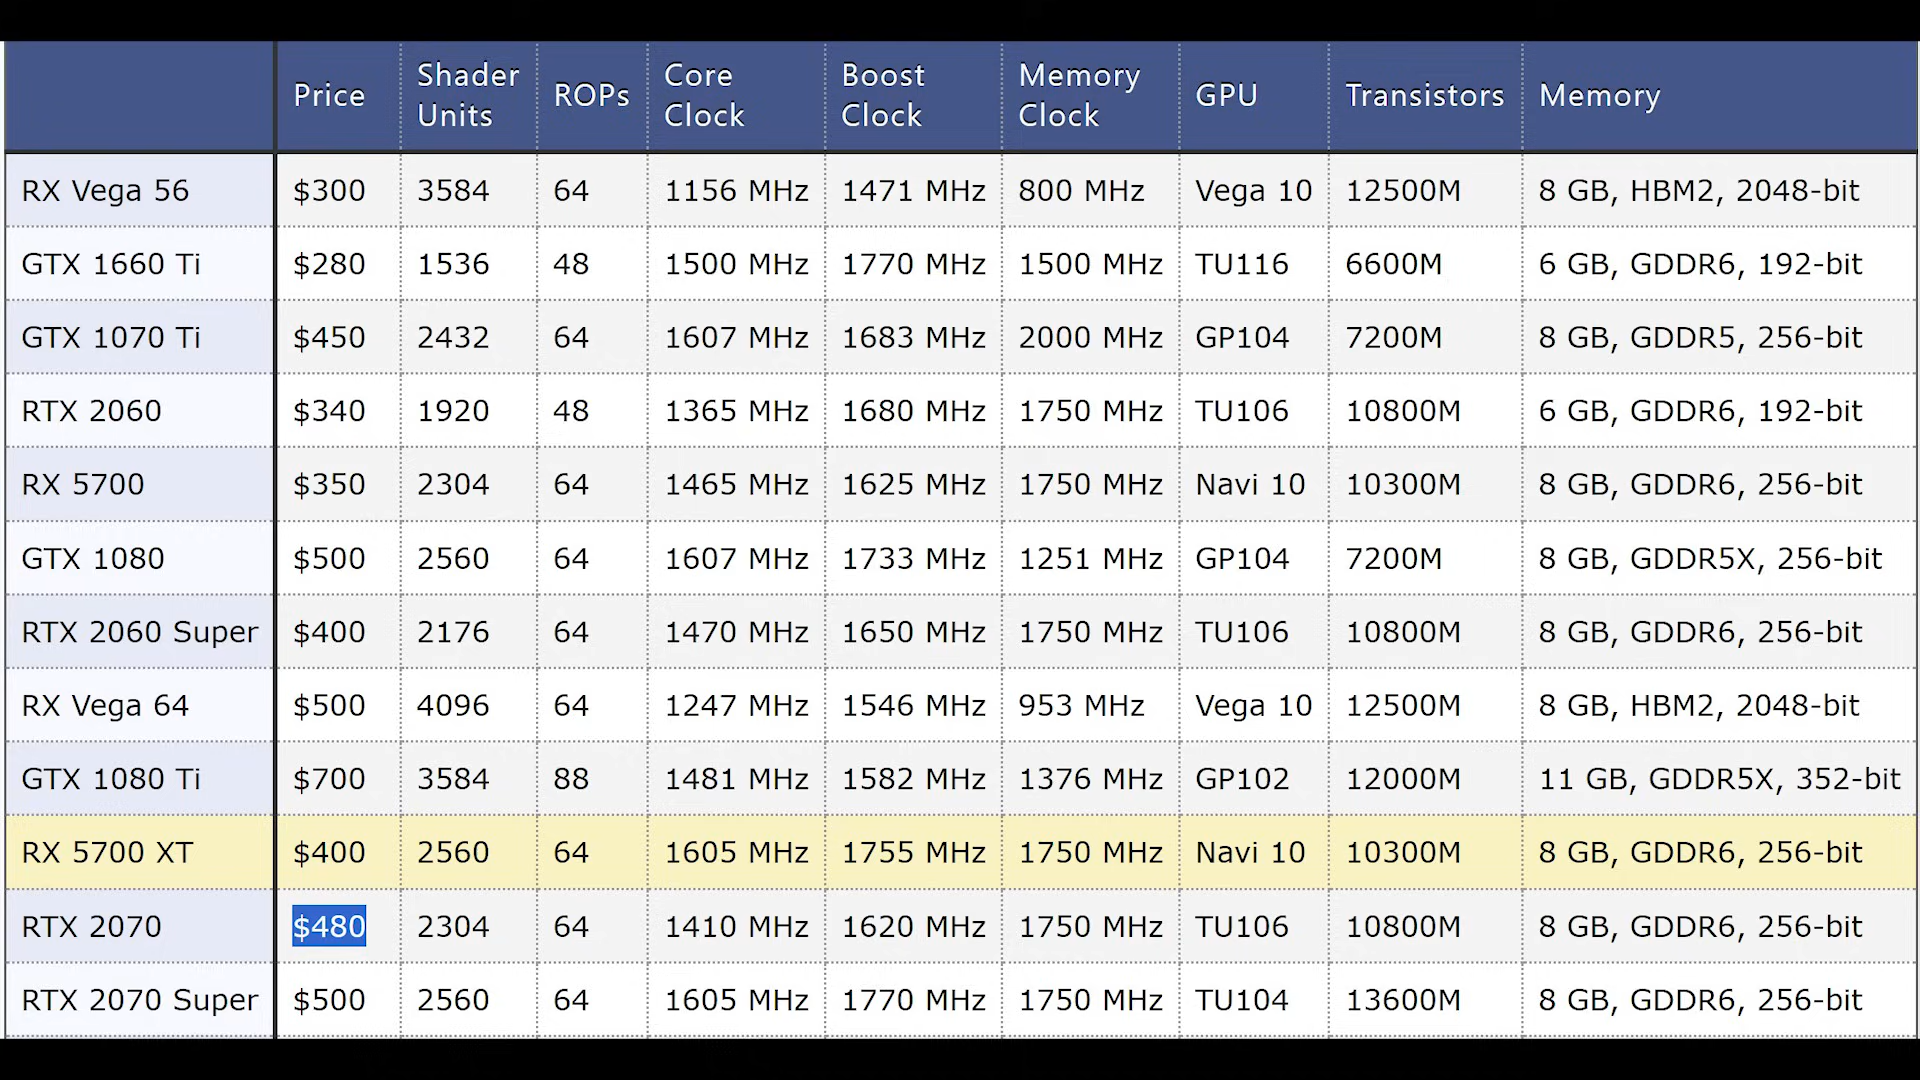 Price Shader Units ROPs Core Clock Boost Clock Memory Clock GPU Transistors Memory
RX Vega 56 $300 3584 64 1156 MHz 1471 MHz 800 MHz Vega 10 12500M 8 GB, HBM2, 2048-bit
GTX 1660 Ti $280 1536 48 1500 MHz 1770 MHz 1500 MHz TU116 6600M 6 GB, GDDR6, 192-bit
GTX 1070 Ti $450 2432 64 1607 MHz 1683 MHz 2000 MHz GP104 7200M 8 GB, GDDR5, 256-bit
RTX 2060 $340 1920 48 1365 MHz 1680 MHz 1750 MHz TU106 10800M 6 GB, GDDR6, 192-bit
RX 5700 $350 2304 64 1465 MHz 1625 MHz 1750 MHz Navi 10 10300M 8 GB, GDDR6, 256-bit
GTX 1080 $500 2560 64 1607 MHz 1733 MHz 1251 MHz GP104 7200M 8 GB, GDDR5X, 256-bit
RTX 2060 Super $400 2176 64 1470 MHz 1650 MHz 1750 MHz TU106 10800M 8 GB, GDDR6, 256-bit
RX Vega 64 $500 4096 64 1247 MHz 1546 MHz 953 MHz Vega 10 12500M 8 GB, HBM2, 2048-bit
GTX 1080 Ti $700 3584 88 1481 MHz 1582 MHz 1376 MHz GP102 12000M 11 GB, GDDR5X, 352-bit
RX 5700 XT $400 2560 64 1605 MHz 1755 MHz 1750 MHz Navi 10 10300M 8 GB, GDDR6, 256-bit
RTX 2070 $480 2304 64 1410 MHz 1620 MHz 1750 MHz TU106 10800M 8 GB, GDDR6, 256-bit
RTX 2070 Super $500 2560 64 1605 MHz 1770 MHz 1750 MHz TU104 13600M 8 GB, GDDR6, 256-bit